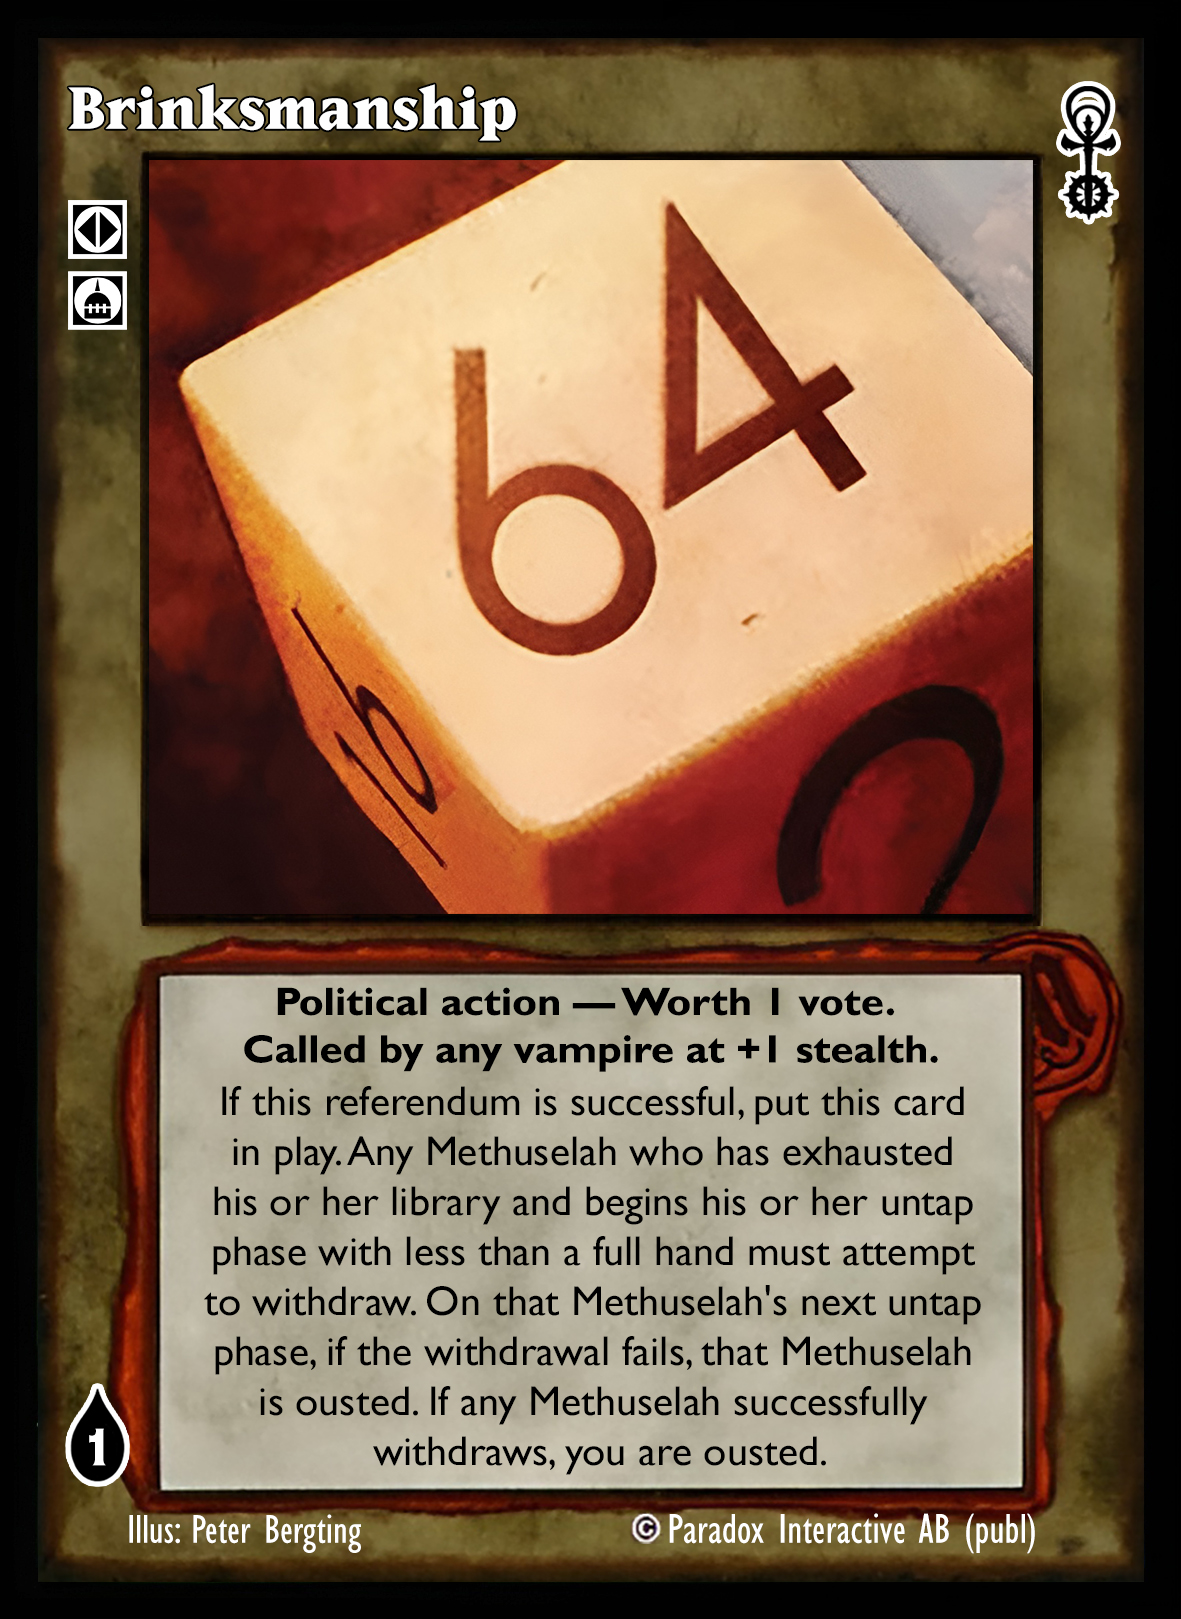 Brinksmanship
64
16
2
Political action — Worth 1 vote.
Called by any vampire at +1 stealth.
If this referendum is successful, put this card
in play. Any Methuselah who has exhausted
his or her library and begins his or her untap
phase with less than a full hand must attempt
to withdraw. On that Methuselah's next untap
phase, if the withdrawal fails, that Methuselah
is ousted. If any Methuselah successfully
withdraws, you are ousted.
1
Illus: Peter Bergting
© Paradox Interactive AB (publ)